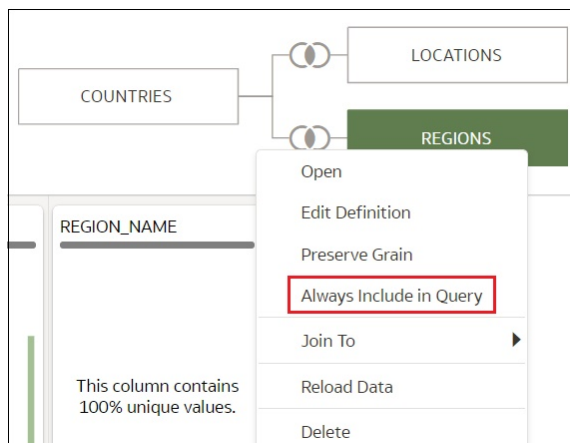 LOCATIONS
COUNTRIES
REGIONS
Open
REGION_NAME
Edit Definition
Preserve Grain
Always Include in Query
Join To
This column contains
100% unique values.
Reload Data
Delete